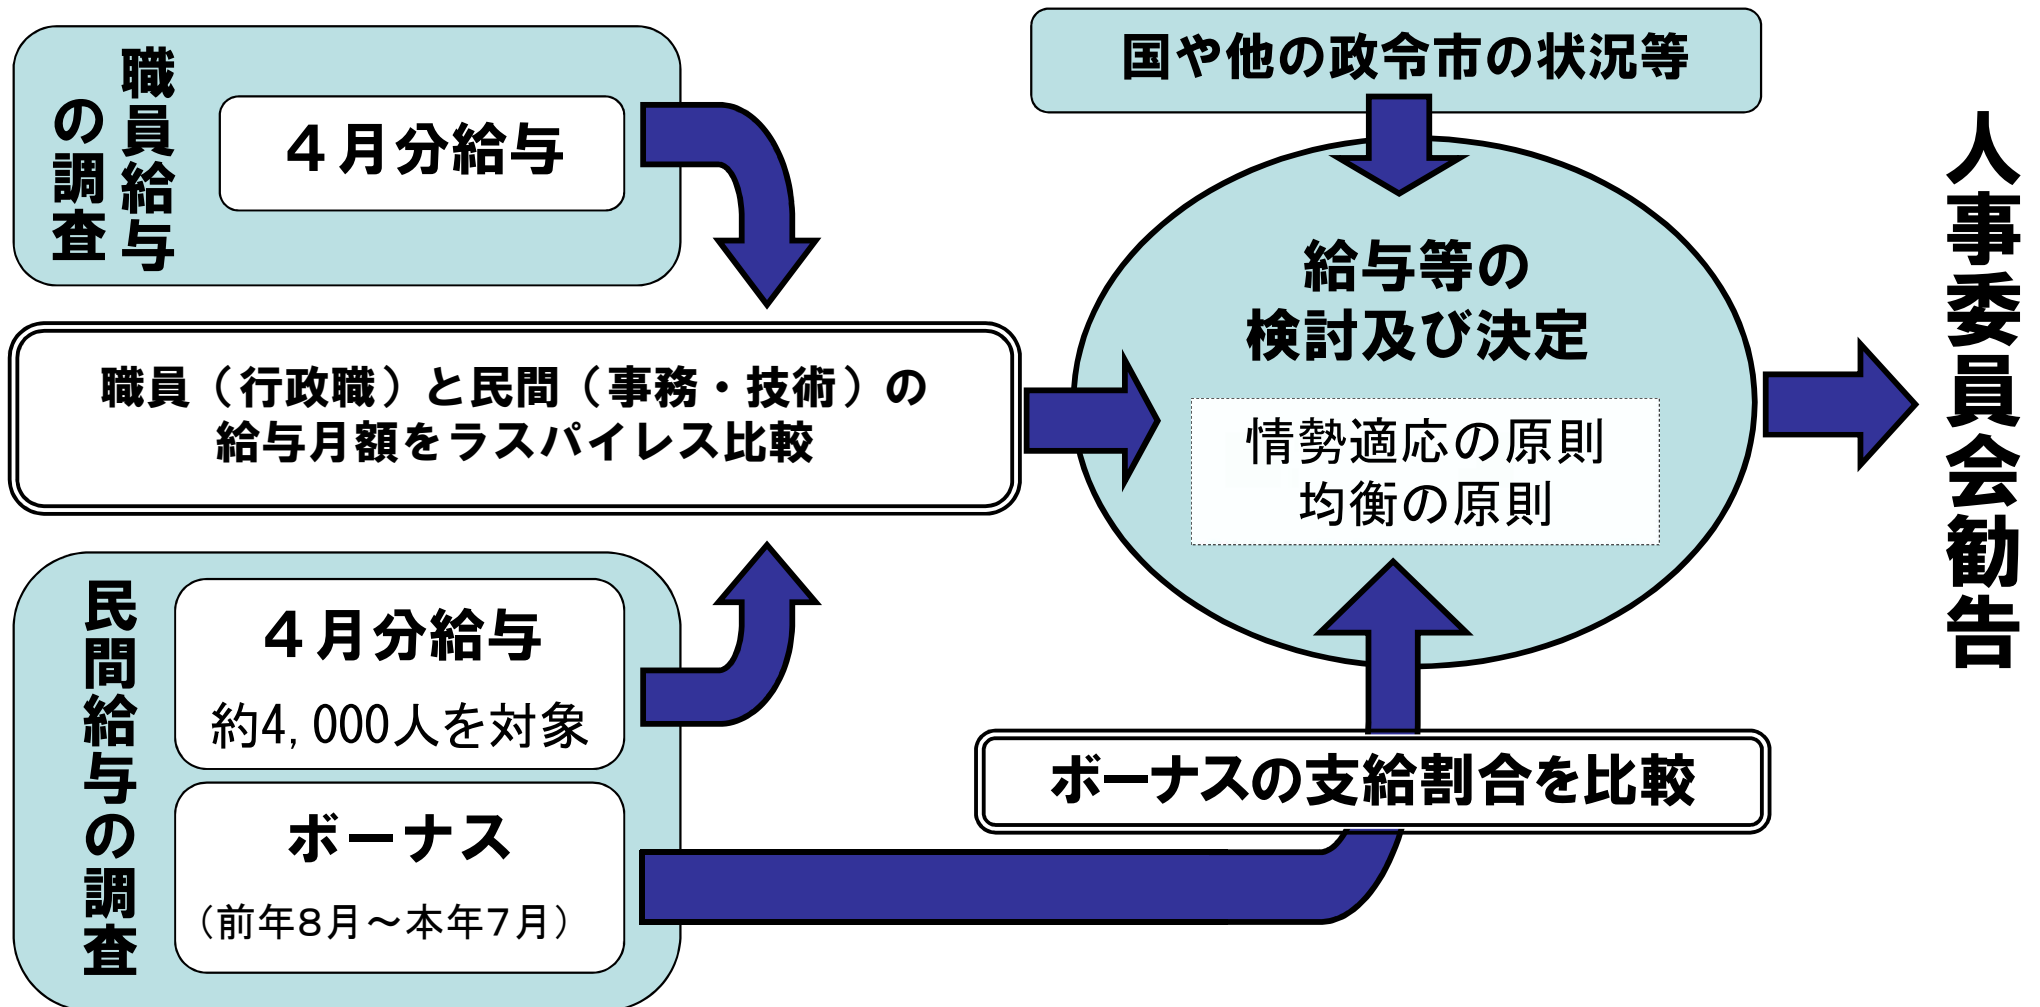 職員給与
の調査
４月分給与
職員（行政職）と民間（事務・技術）の
給与月額をラスパイレス比較
民間給与の調査
４月分給与
約4,000人を対象
ボーナス
（前年８月～本年７月）
国や他の政令市の状況等
給与等の
検討及び決定
情勢適応の原則
均衡の原則
ボーナスの支給割合を比較
人事委員会勧告